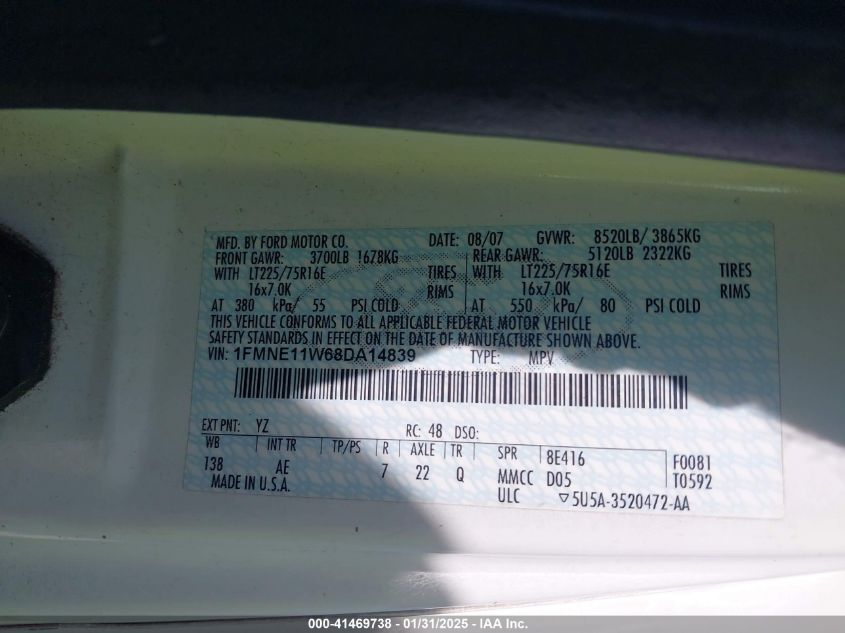 MFD. BY FORD MOTOR CO. DATE: 08/07 GVWR: 8520LB/ 3865KG
FRONT GAWR: 3700LB 1678KG REAR GAWR: 5120LB 2322KG
WITH LT225/75R16E TIRES WITH LT225/75R16E TIRES
16x7.0K RIMS 16x7.0K RIMS
AT 380 kPa/ 55 PSI COLD AT 550 kPa/ 80 PSI COLD
THIS VEHICLE CONFORMS TO ALL APPLICABLE FEDERAL MOTOR VEHICLE
SAFETY STANDARDS IN EFFECT ON THE DATE OF MANUFACTURE SHOWN ABOVE.
VIN: 1FMNE11W68DA14839 TYPE: MPV
EXT PNT: YZ RC: 48 DSO:
WB INT TR TP/PS R AXLE TR SPR 8E416 F0081
138 AE 7 22 Q MMCC D05 T0592
MADE IN U.S.A. ULC ▽5U5A-3520472-AA
000-41469738 - 01/31/2025 - IAA Inc.